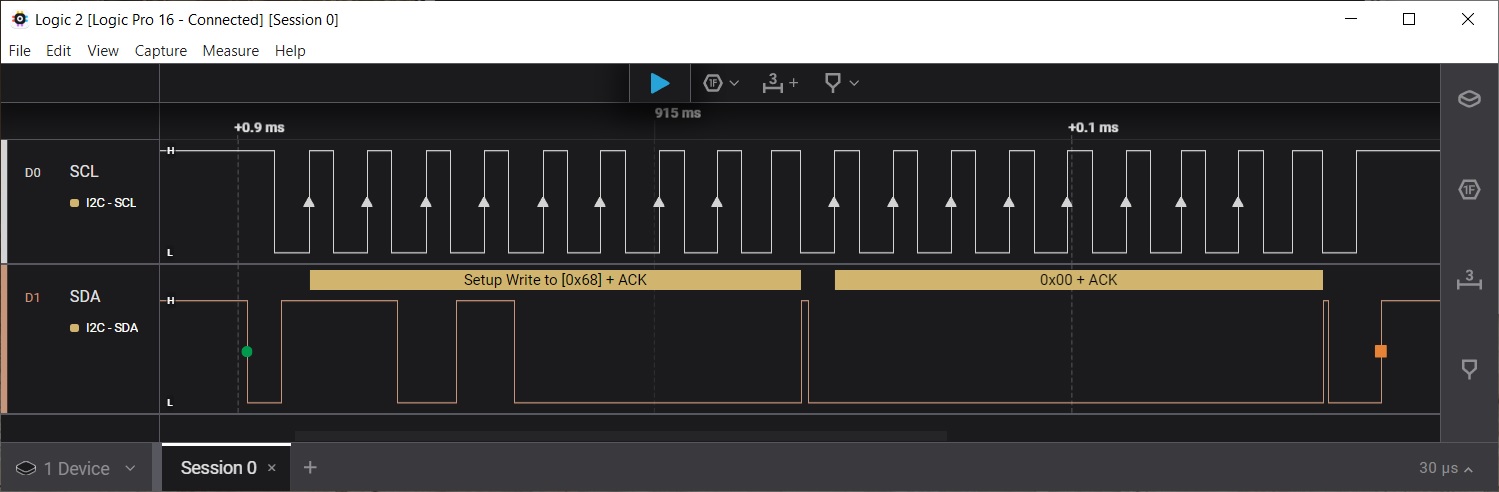 Logic 2 [Logic Pro 16 - Connected] [Session 0]
File Edit View Capture Measure Help
1F 3 +
915 ms
+0.9 ms +0.1 ms
D0 SCL H
I2C - SCL
L
Setup Write to [0x68] + ACK 0x00 + ACK
D1 SDA H
I2C - SDA
L
1F
3
1 Device Session 0 × + 30 µs